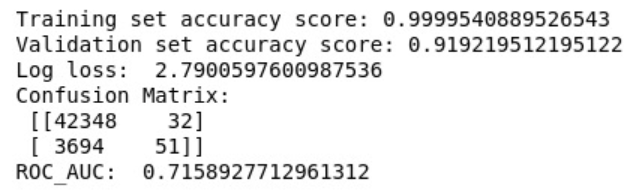 Training set accuracy score: 0.9999540889526543
Validation set accuracy score: 0.919219512195122
Log loss:  2.7900597600987536
Confusion Matrix:
 [[42348    32]
 [ 3694    51]]
ROC_AUC:  0.7158927712961312